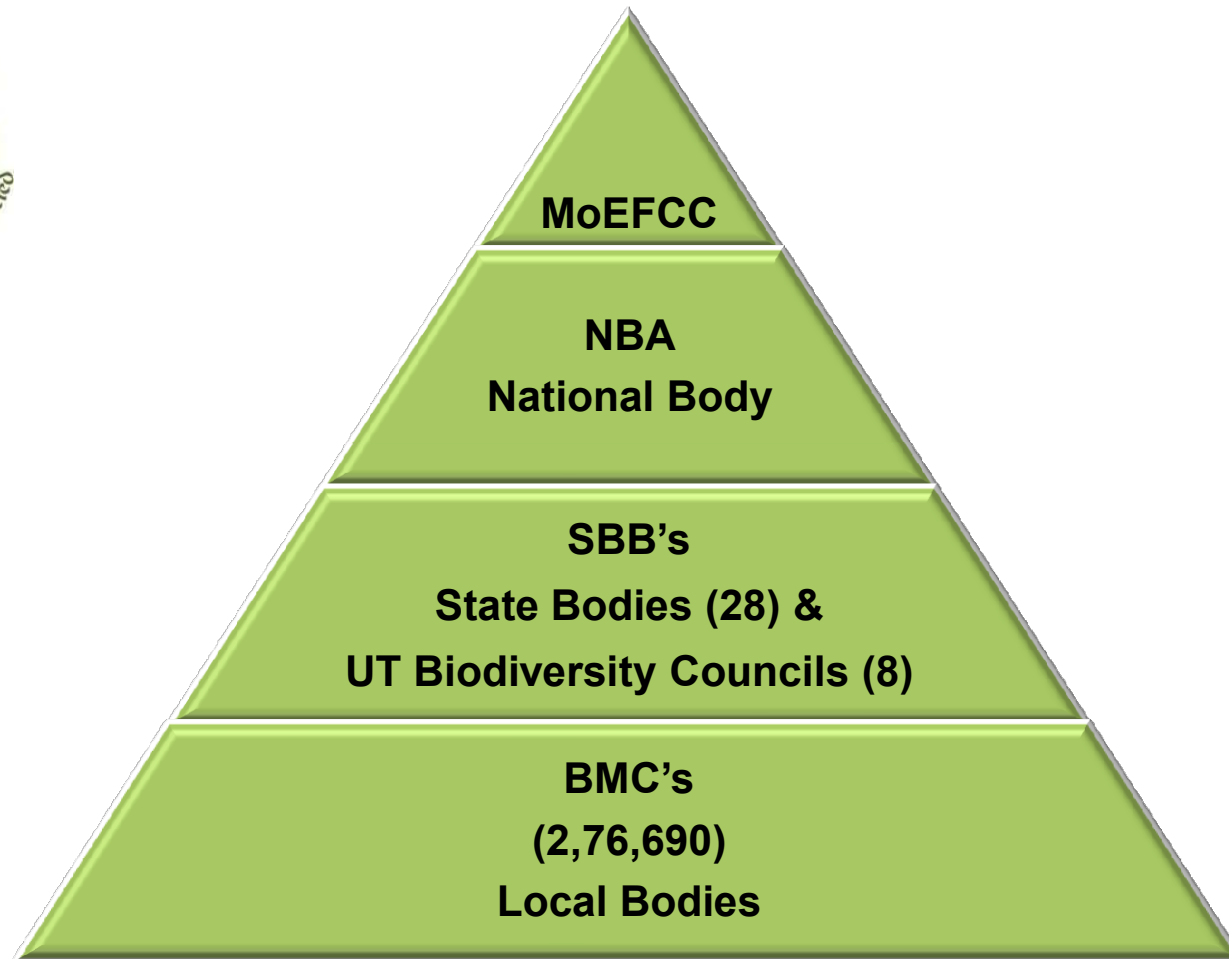 MoEFCC
NBA
National Body
SBB’s
State Bodies (28) &
UT Biodiversity Councils (8)
BMC’s
(2,76,690)
Local Bodies